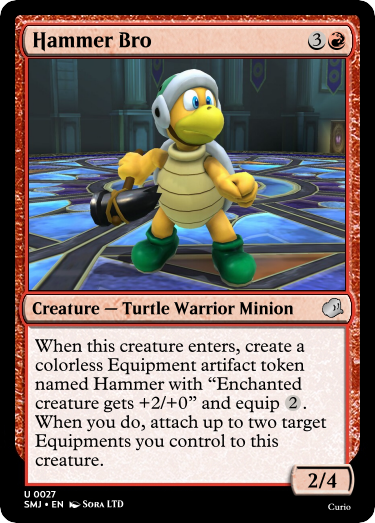 Hammer Bro 3
Creature — Turtle Warrior Minion
When this creature enters, create a
colorless Equipment artifact token
named Hammer with “Enchanted
creature gets +2/+0” and equip 2.
When you do, attach up to two target
Equipments you control to this
creature.
2/4
U 0027
SMJ • EN Sora LTD
Curio